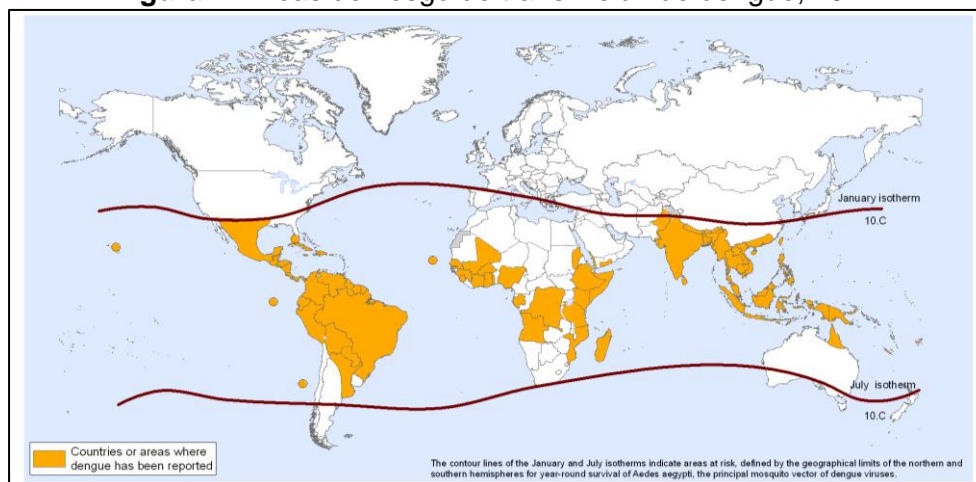 January isotherm
10.C
July isotherm
10.C
Countries or areas where
dengue has been reported
The contour lines of the January and July isotherms indicate areas at risk, defined by the geographical limits of the northern and
southern hemispheres for year-round survival of Aedes aegypti, the principal mosquito vector of dengue viruses.